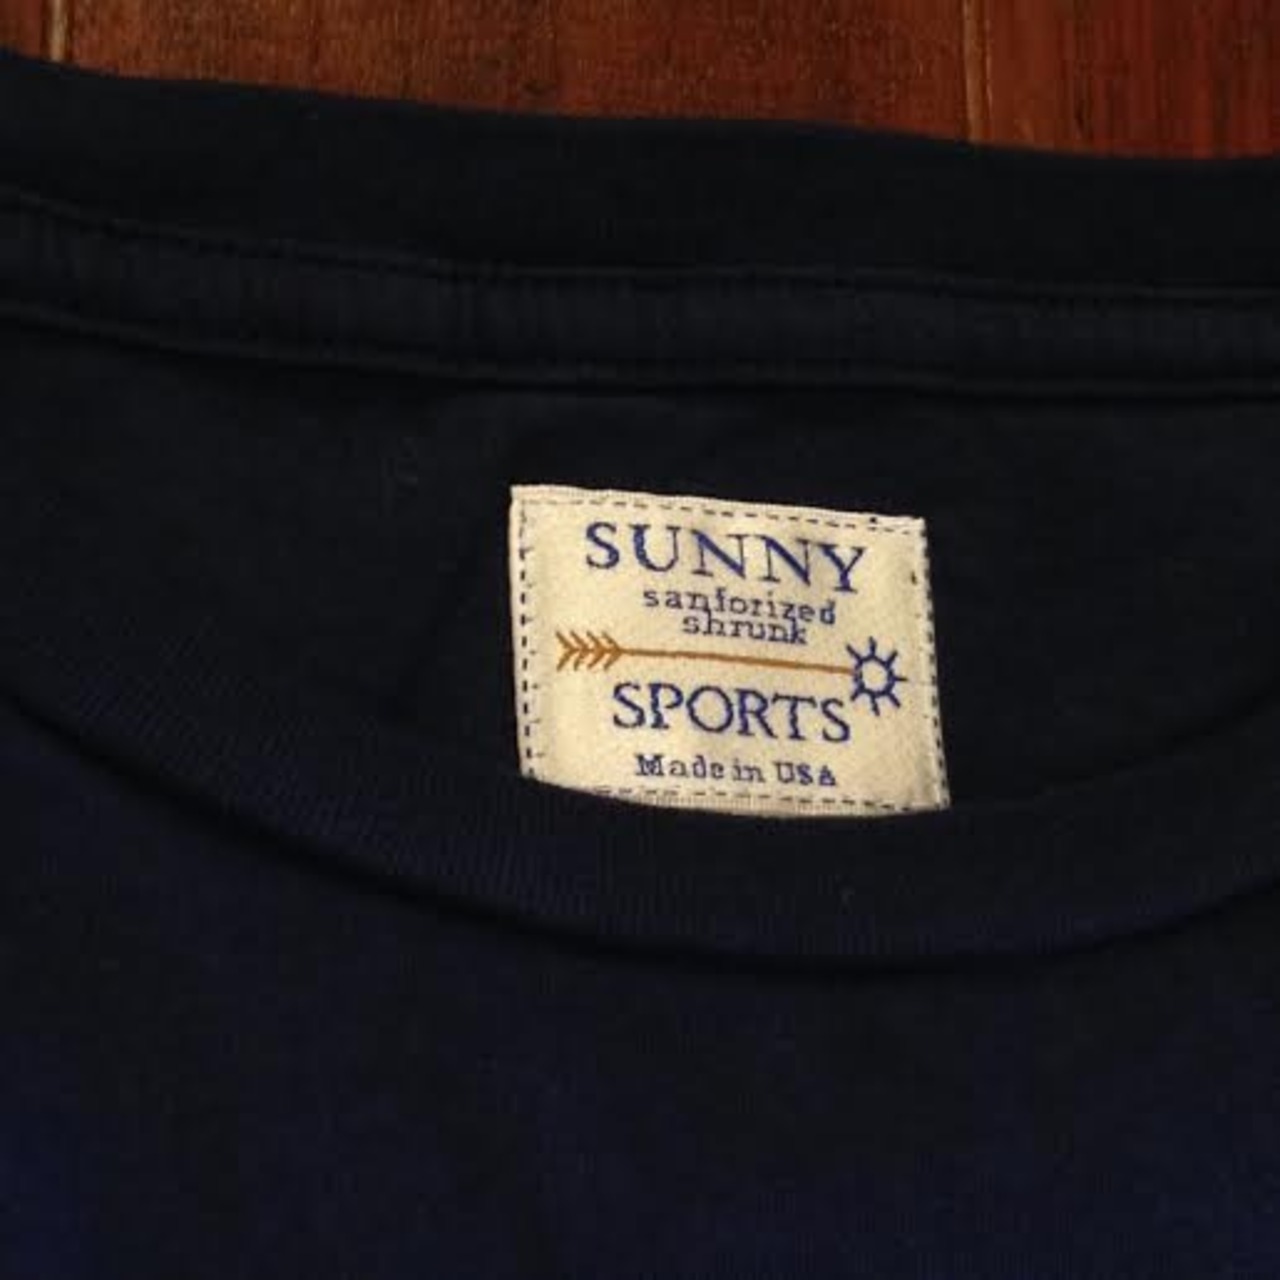 SUNNY
sanforized
shrunk
SPORTS
Made in USA